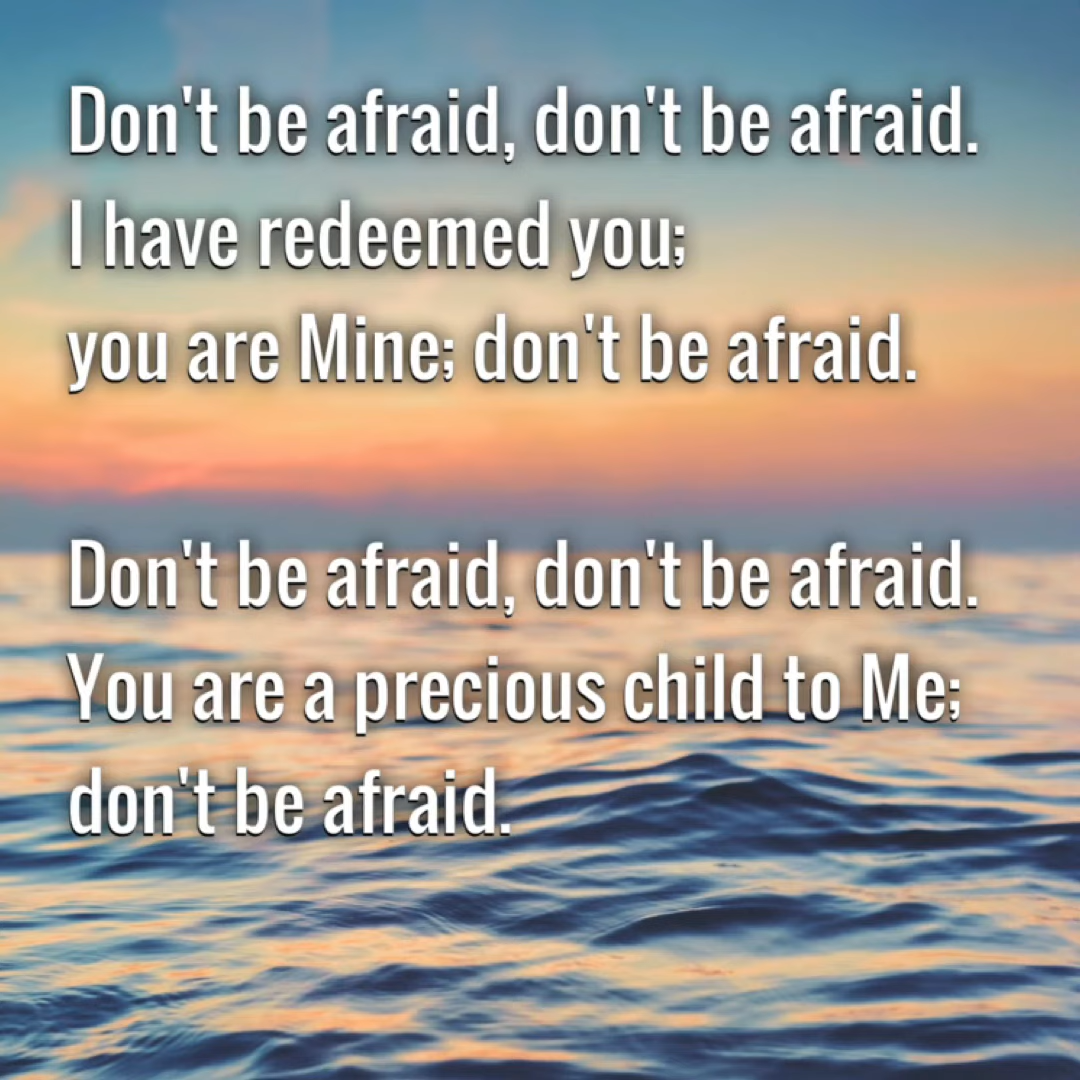 Don't be afraid, don't be afraid.
I have redeemed you;
you are Mine; don't be afraid.
Don't be afraid, don't be afraid.
You are a precious child to Me;
don't be afraid.